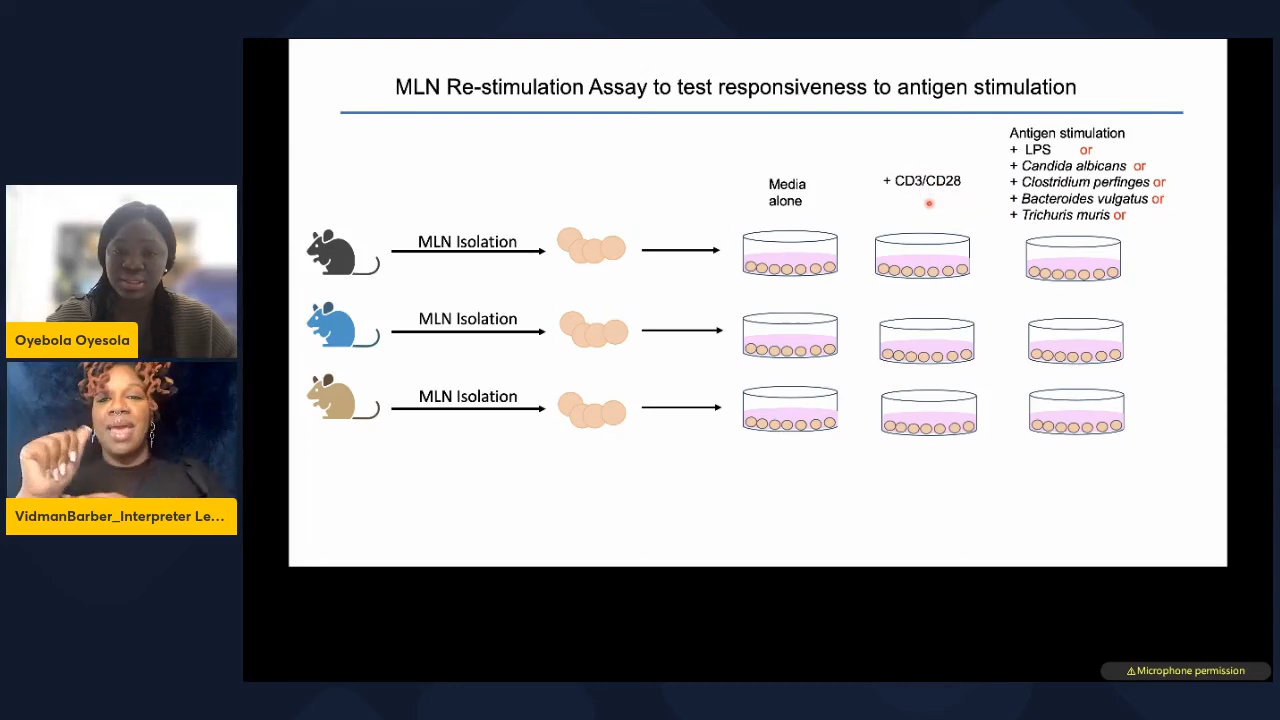 MLN Re-stimulation Assay to test responsiveness to antigen stimulation
Antigen stimulation
+ LPS or
+ Candida albicans or
+ Clostridium perfinges or
+ Bacteroides vulgatus or
+ Trichuris muris or
Media
alone
+ CD3/CD28
MLN Isolation
MLN Isolation
MLN Isolation
Oyebola Oyesola
VidmanBarber_Interpreter Le...
⚠Microphone permission